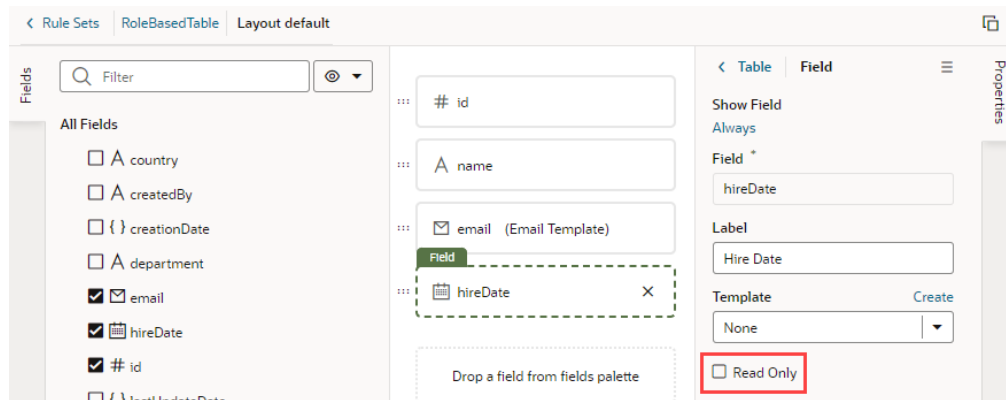 Rule Sets RoleBasedTable Layout default
Fields
Filter
All Fields
A country
A createdBy
{ } creationDate
A department
email
hireDate
# id
{ } lastUpdateDate
# id
A name
email (Email Template)
Field
hireDate
Drop a field from fields palette
Table Field
Show Field
Always
Field *
hireDate
Label
Hire Date
Template Create
None
Read Only
Properties